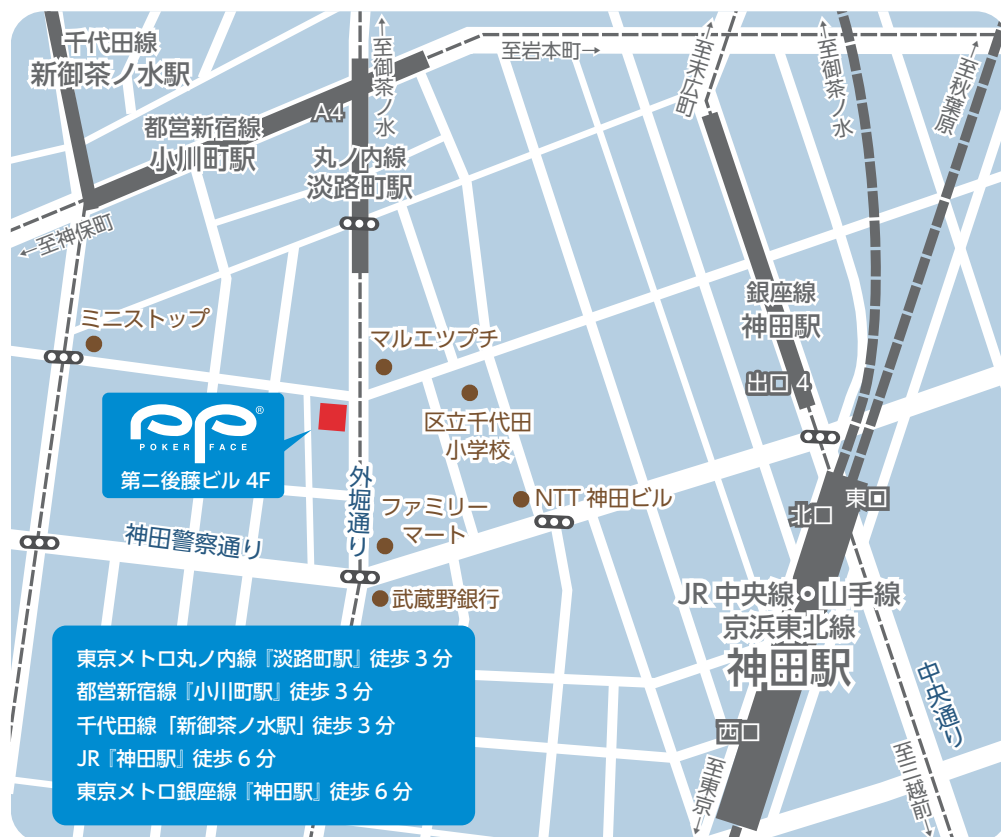 千代田線
新御茶ノ水駅
←至御茶ノ水
至岩本町→
←至末広町
←至御茶ノ水
←至秋葉原
A4
都営新宿線
小川町駅
丸ノ内線
淡路町駅
←至神保町
銀座線
神田駅
出口 4
ミニストップ
マルエツプチ
区立千代田
小学校
PP®
POKER FACE
第二後藤ビル 4F
外堀通り
ファミリー
マート
NTT 神田ビル
神田警察通り
武蔵野銀行
北口
東口
JR 中央線 山手線
京浜東北線
神田駅
西口
中央通り
至東京→
至三越前→
東京メトロ丸ノ内線『淡路町駅』徒歩 3 分
都営新宿線『小川町駅』徒歩 3 分
千代田線「新御茶ノ水駅」徒歩 3 分
JR『神田駅』徒歩 6 分
東京メトロ銀座線『神田駅』徒歩 6 分